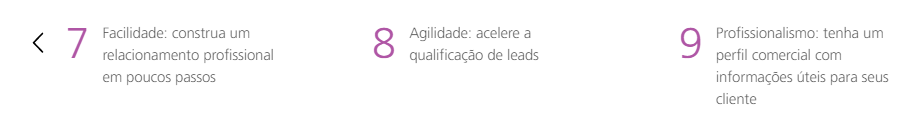 7
Facilidade: construa um
relacionamento profissional
em poucos passos
8
Agilidade: acelere a
qualificação de leads
9
Profissionalismo: tenha um
perfil comercial com
informações úteis para seus
cliente